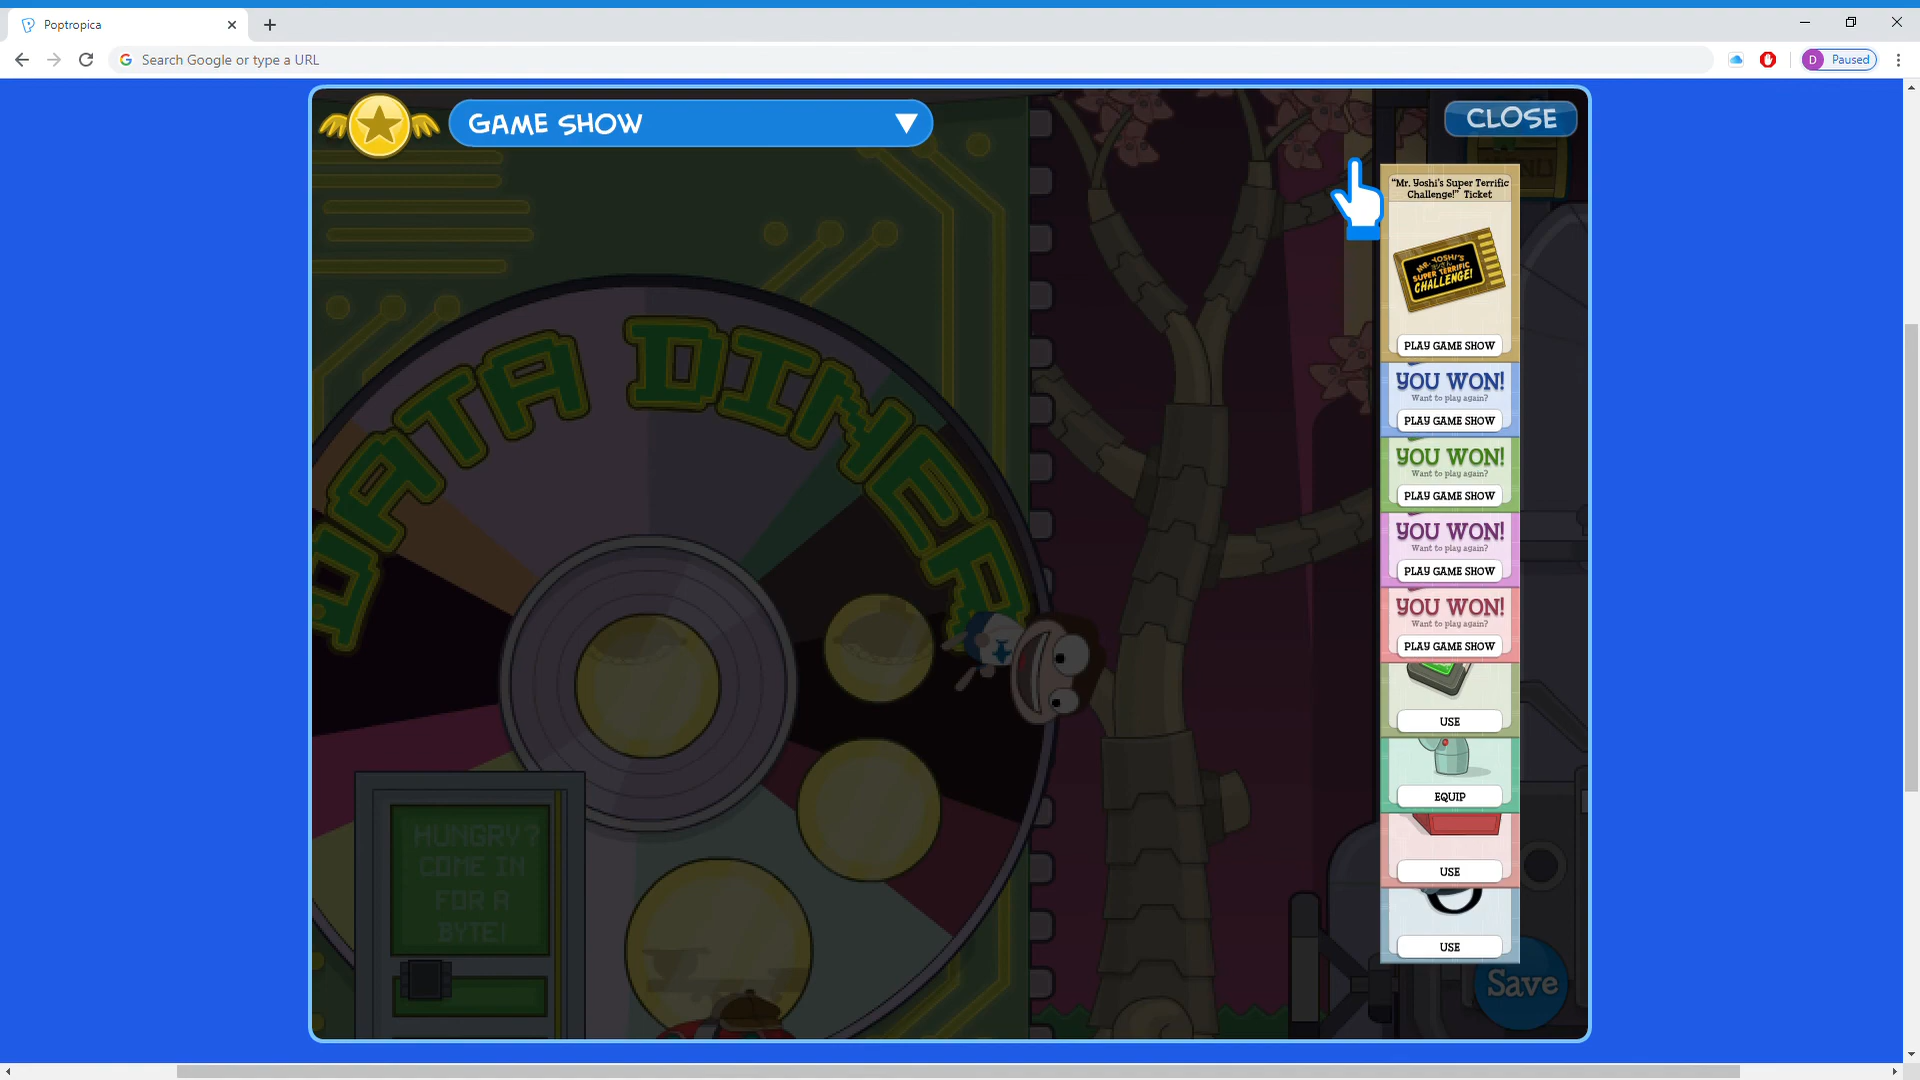 Poptropica
Search Google or type a URL
D
Paused
GAME SHOW
CLOSE
MENU
"Mr. Yoshi's Super Terrific
Challenge!" Ticket
MR. YOSHI'S
SUPER TERRIFIC
CHALLENGE!
PLAY GAME SHOW
YOU WON!
Want to play again?
PLAY GAME SHOW
YOU WON!
Want to play again?
PLAY GAME SHOW
YOU WON!
Want to play again?
PLAY GAME SHOW
YOU WON!
Want to play again?
PLAY GAME SHOW
USE
EQUIP
USE
USE
DATA DINER
HUNGRY?
COME IN
FOR A
BYTE!
Save